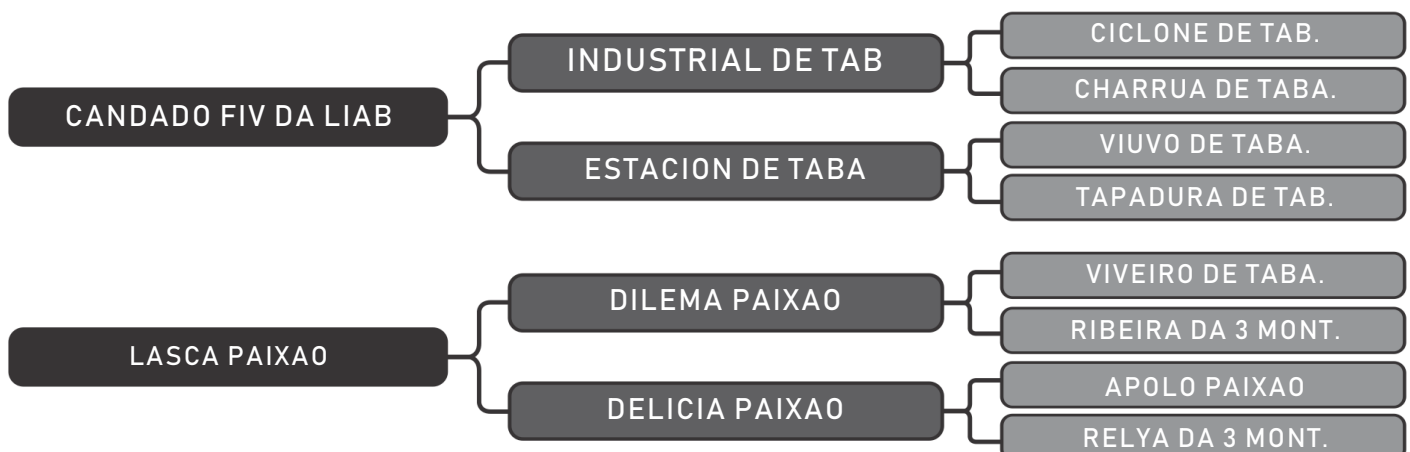 CANDADO FIV DA LIAB
INDUSTRIAL DE TAB
CICLONE DE TAB.
CHARRUA DE TABA.
ESTACION DE TABA
VIUVO DE TABA.
TAPADURA DE TAB.
LASCA PAIXAO
DILEMA PAIXAO
VIVEIRO DE TABA.
RIBEIRA DA 3 MONT.
DELICIA PAIXAO
APOLO PAIXAO
RELYA DA 3 MONT.